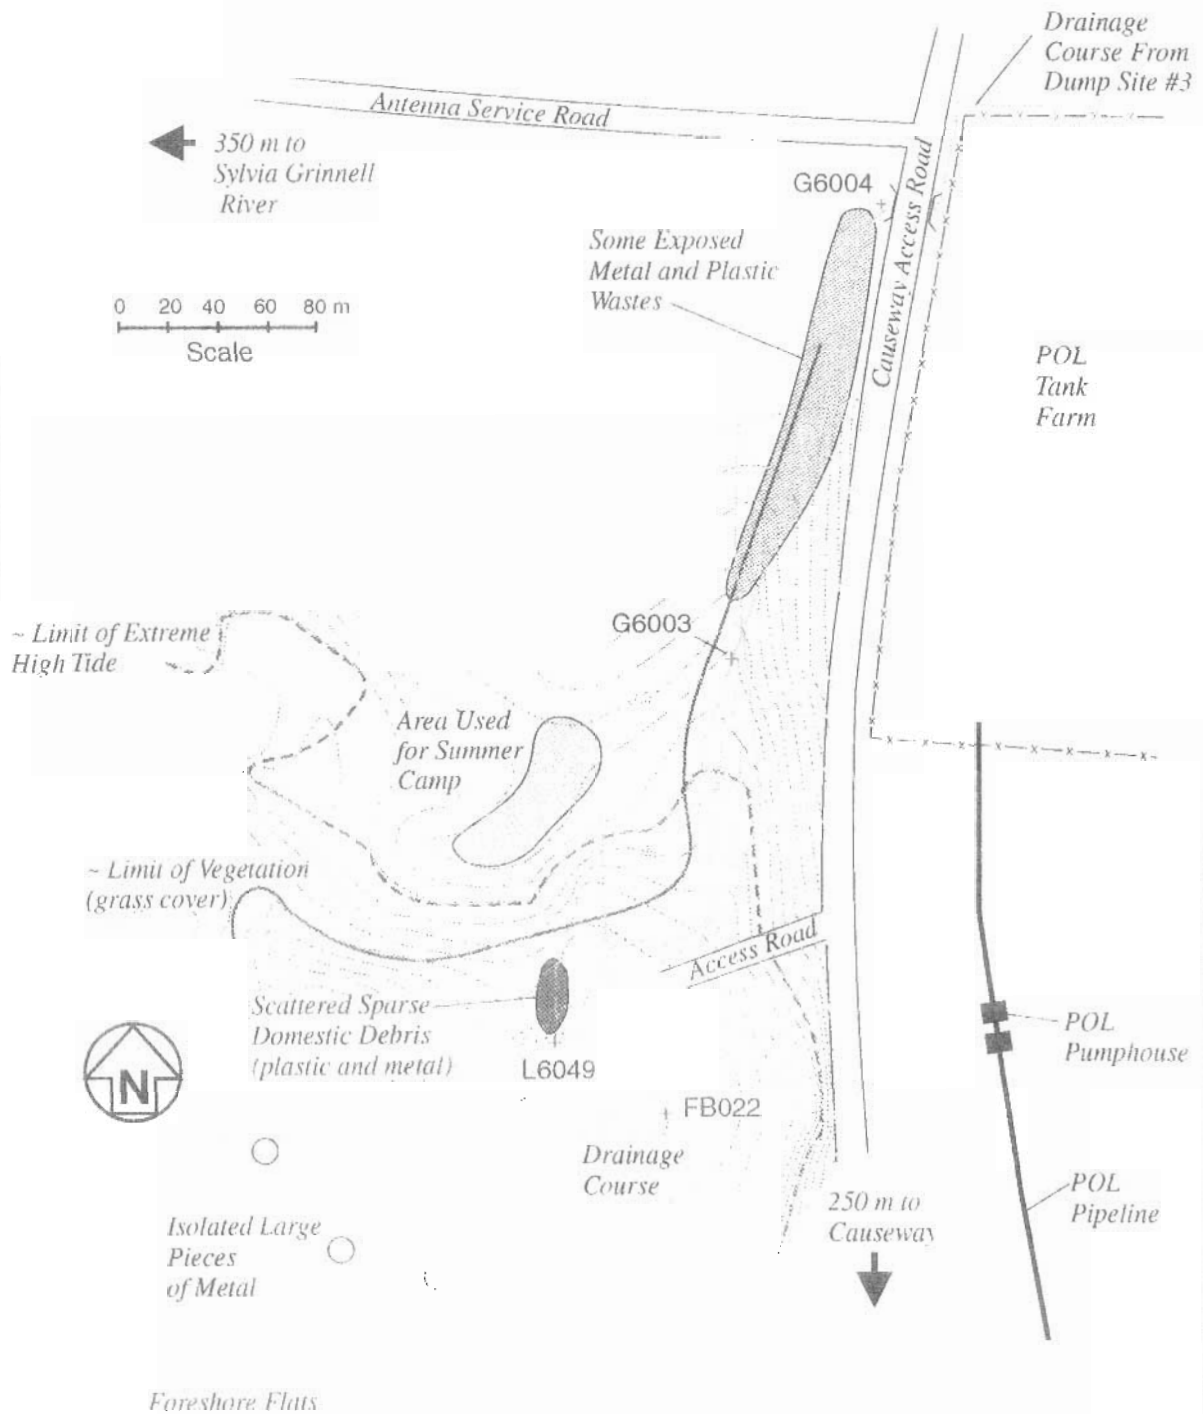 Drainage
Course From
Dump Site #3
Antenna Service Road
350 m to
Sylvia Grinnell
River
G6004
Causeway Access Road
Some Exposed
Metal and Plastic
Wastes
0 20 40 60 80 m
Scale
POL
Tank
Farm
G6003
~ Limit of Extreme
High Tide
Area Used
for Summer
Camp
~ Limit of Vegetation
(grass cover)
Access Road
Scattered Sparse
Domestic Debris
(plastic and metal)
L6049
POL
Pumphouse
N
FB022
Drainage
Course
POL
Pipeline
250 m to
Causeway
Isolated Large
Pieces
of Metal
Foreshore Flats